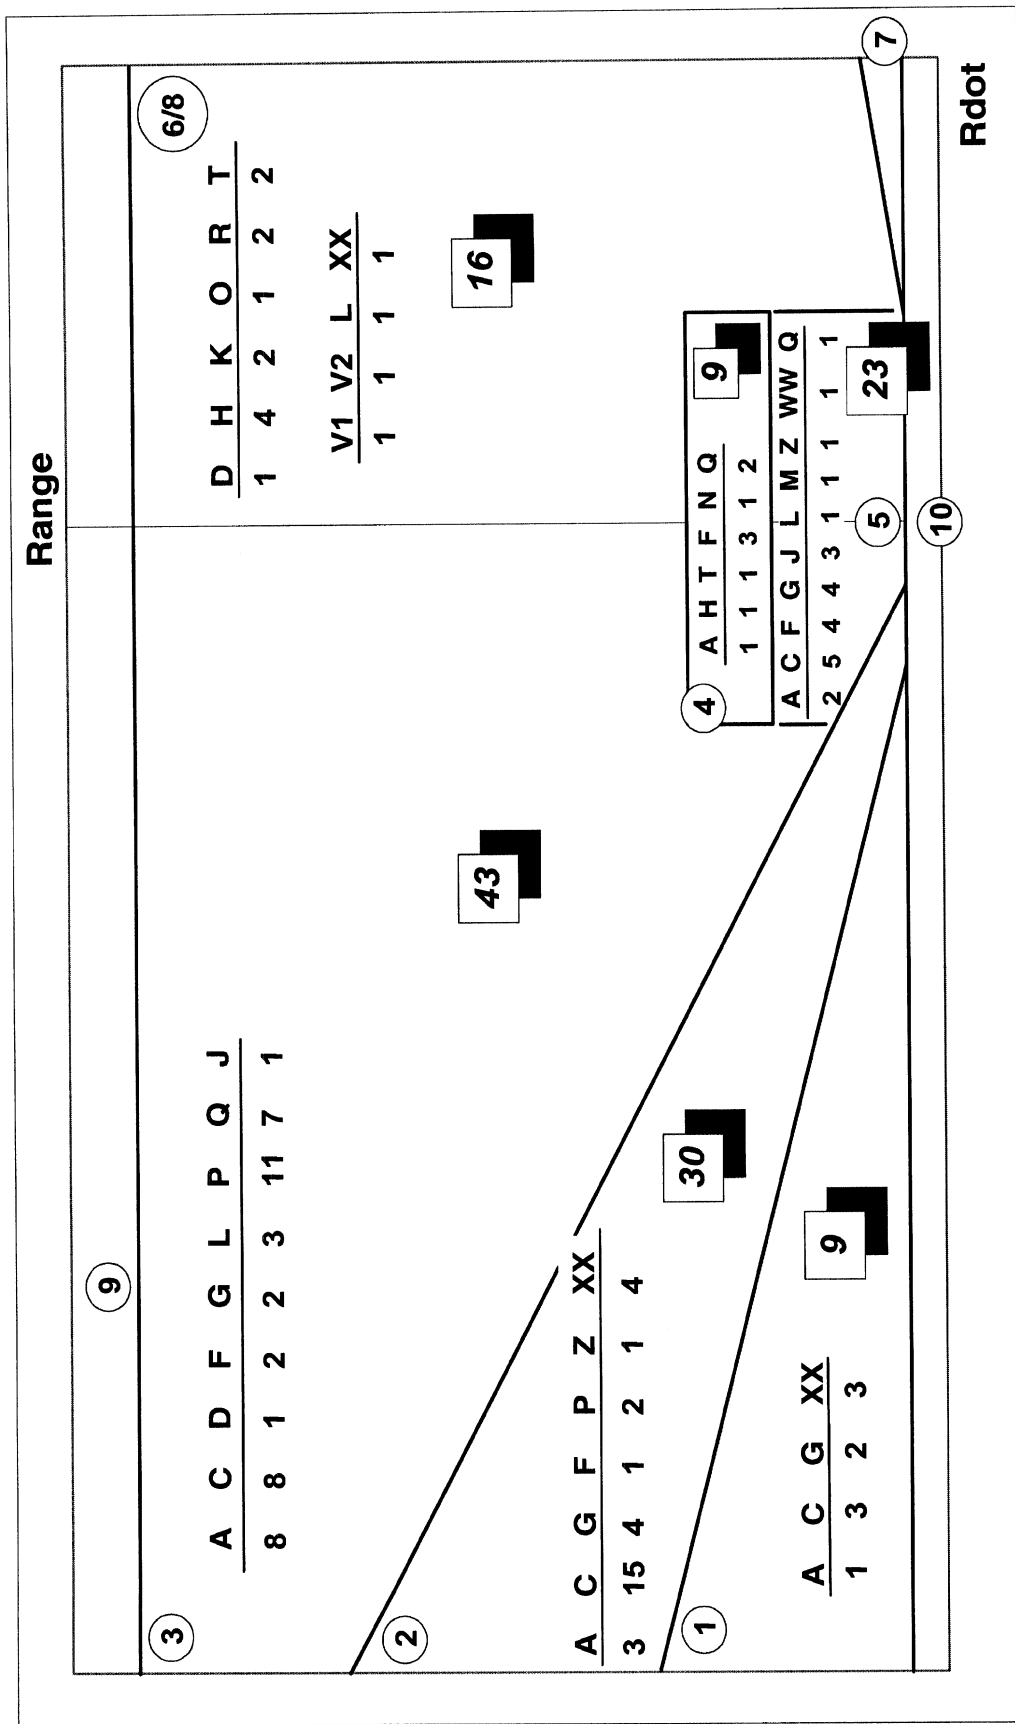 Range
9
3
A C D F G L P Q J
8 8 1 2 2 3 11 7 1
43
6/8
D H K O R T
1 4 2 1 2 2
V1 V2 L XX
1 1 1 1
16
2
A C G F P Z XX
3 15 4 1 2 1 4
30
4
A H T F N Q
1 1 1 3 1 2
9
A C F G J L M Z WW Q
2 5 4 4 3 1 1 1 1 1
23
5
7
1
A C G XX
1 3 2 3
9
10
Rdot